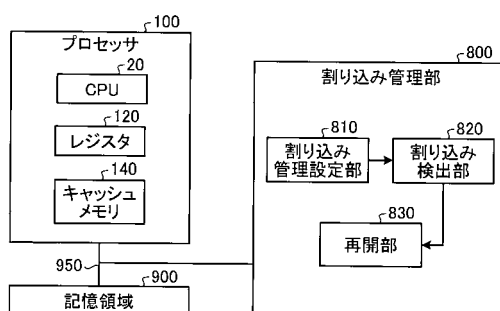 100
プロセッサ
20
CPU
120
レジスタ
140
キャッシュ
メモリ
950
900
記憶領域
800
割り込み管理部
810
割り込み
管理設定部
820
割り込み
検出部
830
再開部